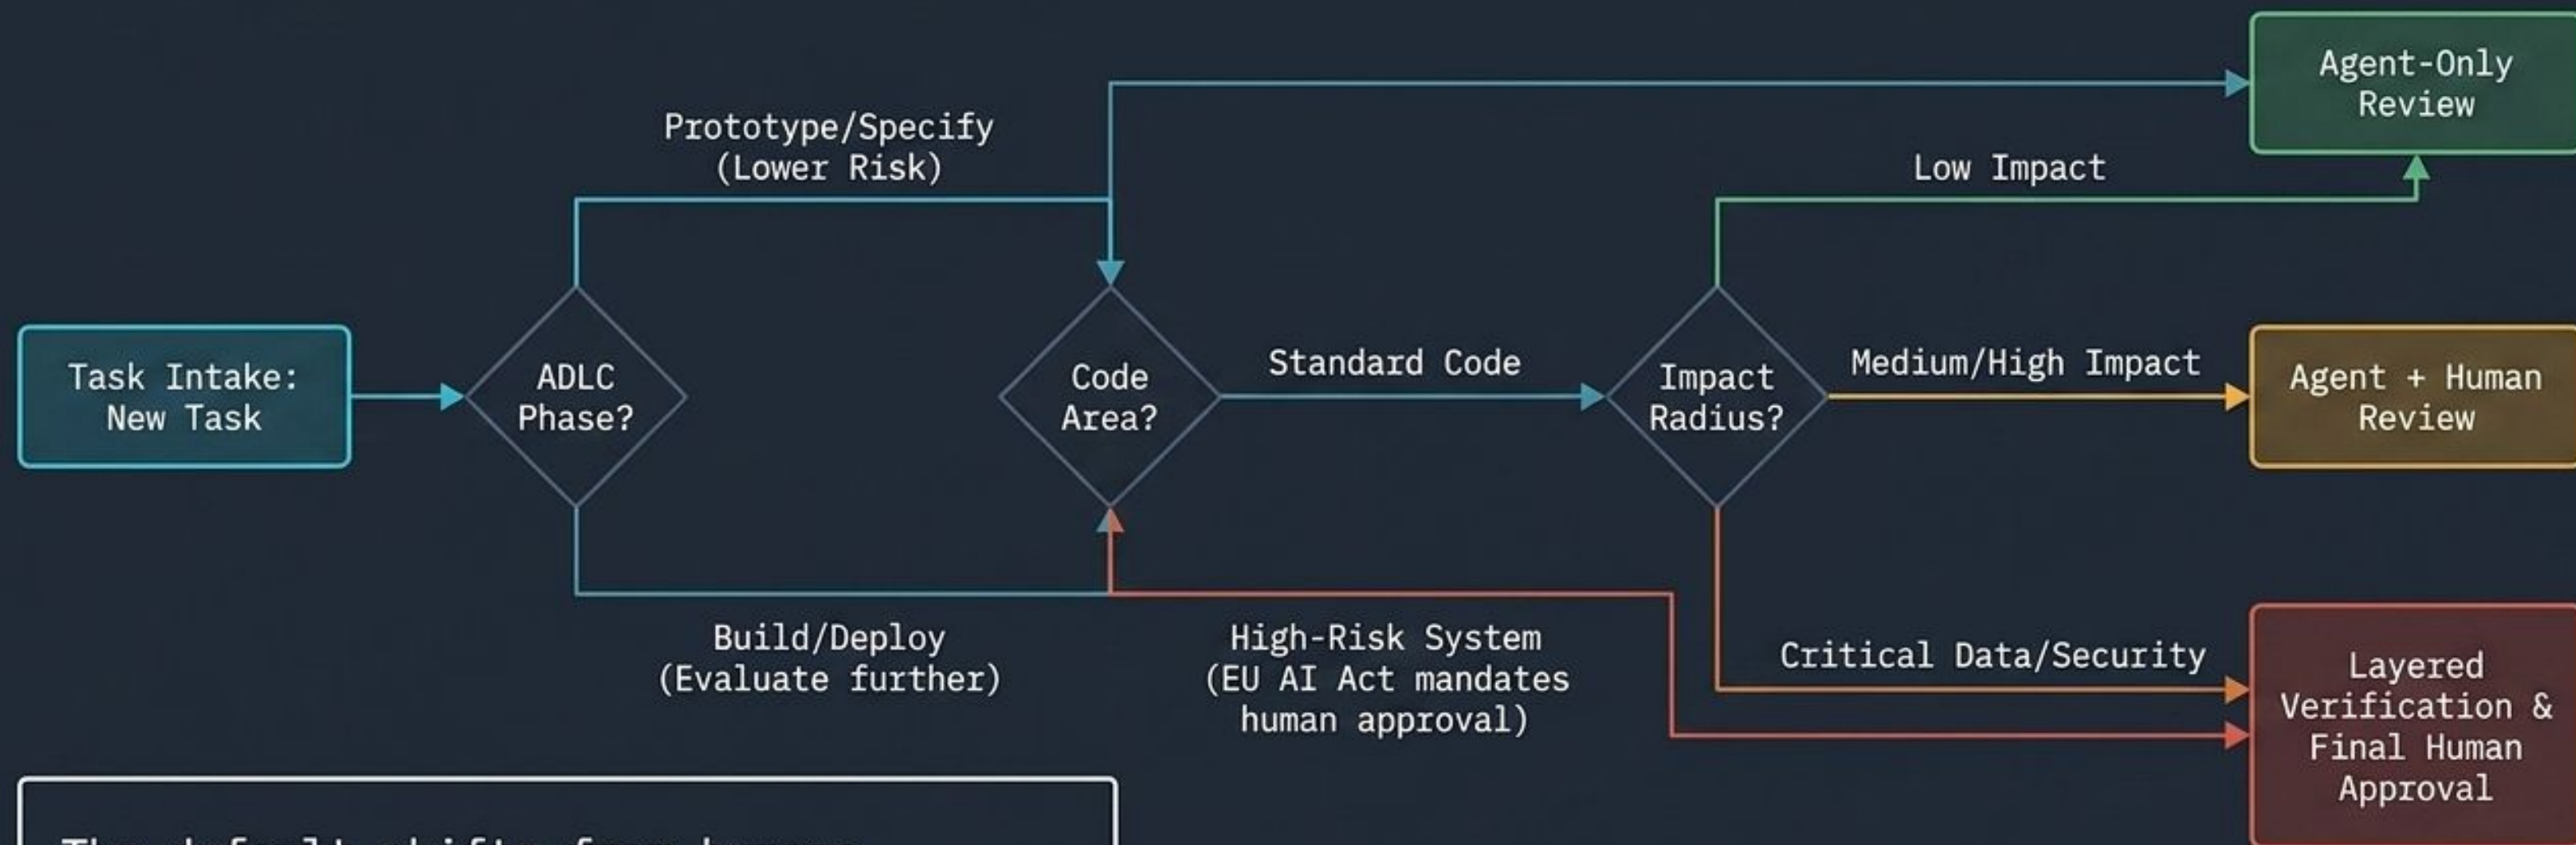 Agent-Only
Review
Prototype/Specify
(Lower Risk)
Low Impact
Task Intake:
New Task
ADLC
Phase?
Code
Area?
Standard Code
Impact
Radius?
Medium/High Impact
Agent + Human
Review
Build/Deploy
(Evaluate further)
High-Risk System
(EU AI Act mandates
human approval)
Critical Data/Security
Layered
Verification &
Final Human
Approval